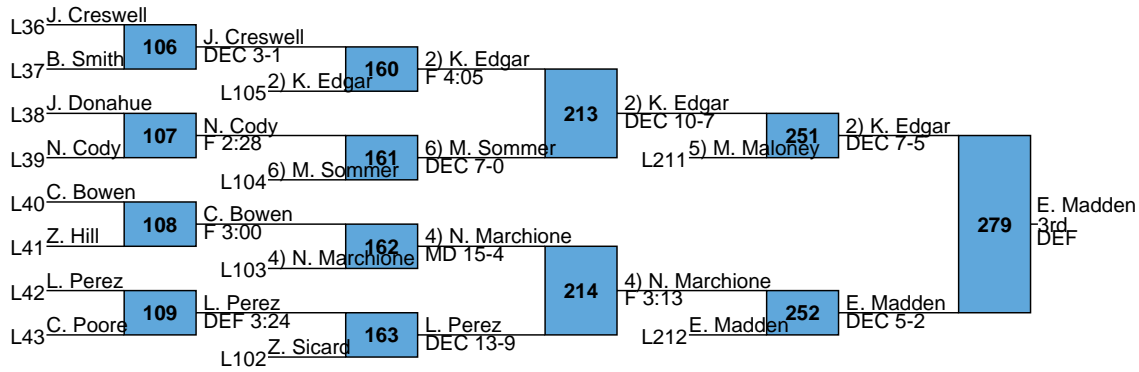 L36 J. Creswell
106
L37 B. Smith
J. Creswell
DEC 3-1
L105 2) K. Edgar
160
2) K. Edgar
F 4:05
L38 J. Donahue
107
L39 N. Cody
N. Cody
F 2:28
L104 6) M. Sommer
161
6) M. Sommer
DEC 7-0
213
2) K. Edgar
DEC 10-7
L211 5) M. Maloney
251
2) K. Edgar
DEC 7-5
L40 C. Bowen
108
L41 Z. Hill
C. Bowen
F 3:00
L103 4) N. Marchione
162
4) N. Marchione
MD 15-4
L42 L. Perez
109
L43 C. Poore
L. Perez
DEF 3:24
L102 Z. Sicard
163
L. Perez
DEC 13-9
214
4) N. Marchione
F 3:13
L212 E. Madden
252
E. Madden
DEC 5-2
279
E. Madden
3rd
DEF